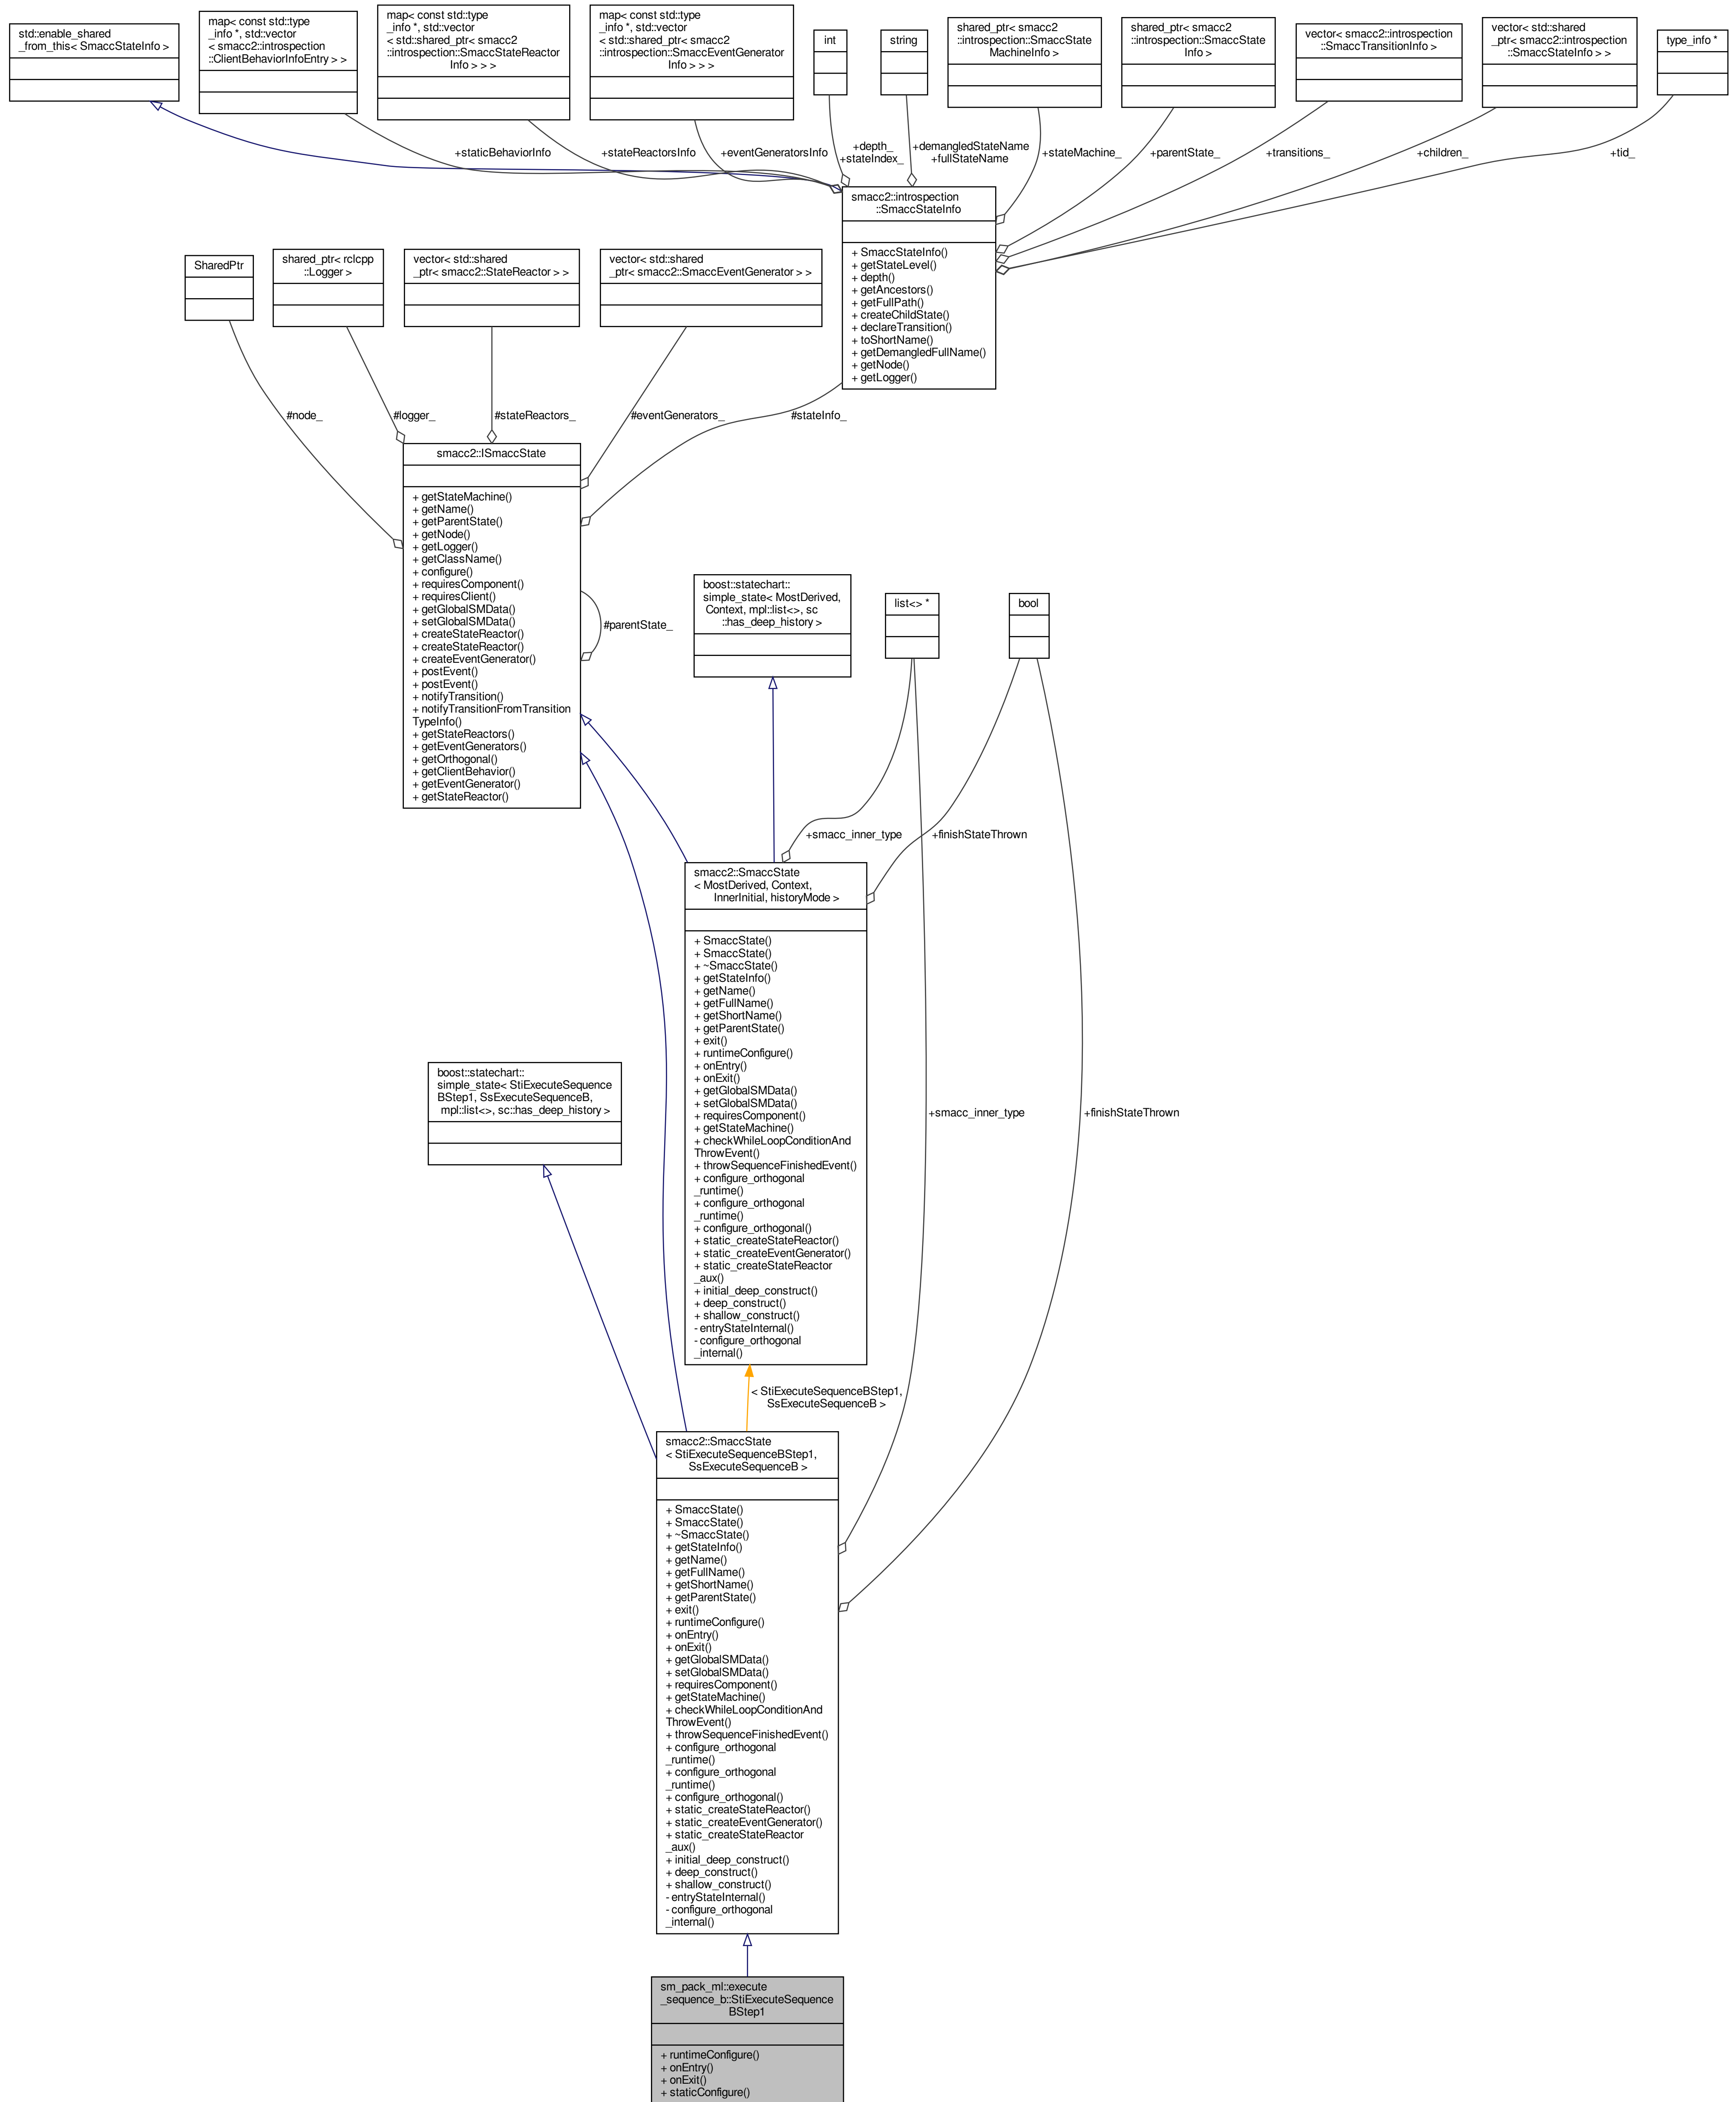 std::enable_shared
_from_this< SmaccStateInfo >
map< const std::type
_info *, std::vector
< smacc2::introspection
::ClientBehaviorInfoEntry > >
map< const std::type
_info *, std::vector
< std::shared_ptr< smacc2
::introspection::SmaccStateReactor
Info > > >
map< const std::type
_info *, std::vector
< std::shared_ptr< smacc2
::introspection::SmaccEventGenerator
Info > > >
int
string
shared_ptr< smacc2
::introspection::SmaccState
MachineInfo >
shared_ptr< smacc2
::introspection::SmaccState
Info >
vector< smacc2::introspection
::SmaccTransitionInfo >
vector< std::shared
_ptr< smacc2::introspection
::SmaccStateInfo > >
type_info *
+staticBehaviorInfo
+stateReactorsInfo
+eventGeneratorsInfo
+depth_
+stateIndex_
+demangledStateName
+fullStateName
+stateMachine_
+parentState_
+transitions_
+children_
+tid_
smacc2::introspection
::SmaccStateInfo
+ SmaccStateInfo()
+ getStateLevel()
+ depth()
+ getAncestors()
+ getFullPath()
+ createChildState()
+ declareTransition()
+ toShortName()
+ getDemangledFullName()
+ getNode()
+ getLogger()
SharedPtr
shared_ptr< rclcpp
::Logger >
vector< std::shared
_ptr< smacc2::StateReactor > >
vector< std::shared
_ptr< smacc2::SmaccEventGenerator > >
#node_
#logger_
#stateReactors_
#eventGenerators_
#stateInfo_
smacc2::ISmaccState
+ getStateMachine()
+ getName()
+ getParentState()
+ getNode()
+ getLogger()
+ getClassName()
+ configure()
+ requiresComponent()
+ requiresClient()
+ getGlobalSMData()
+ setGlobalSMData()
+ createStateReactor()
+ createStateReactor()
+ createEventGenerator()
+ postEvent()
+ postEvent()
+ notifyTransition()
+ notifyTransitionFromTransition
TypeInfo()
+ getStateReactors()
+ getEventGenerators()
+ getOrthogonal()
+ getClientBehavior()
+ getEventGenerator()
+ getStateReactor()
#parentState_
boost::statechart::
simple_state< MostDerived,
Context, mpl::list<>, sc
::has_deep_history >
list<> *
bool
+smacc_inner_type
+finishStateThrown
smacc2::SmaccState
< MostDerived, Context,
InnerInitial, historyMode >
+ SmaccState()
+ SmaccState()
+ ~SmaccState()
+ getStateInfo()
+ getName()
+ getFullName()
+ getShortName()
+ getParentState()
+ exit()
+ runtimeConfigure()
+ onEntry()
+ onExit()
+ getGlobalSMData()
+ setGlobalSMData()
+ requiresComponent()
+ getStateMachine()
+ checkWhileLoopConditionAnd
ThrowEvent()
+ throwSequenceFinishedEvent()
+ configure_orthogonal
_runtime()
+ configure_orthogonal
_runtime()
+ configure_orthogonal()
+ static_createStateReactor()
+ static_createEventGenerator()
+ static_createStateReactor
_aux()
+ initial_deep_construct()
+ deep_construct()
+ shallow_construct()
- entryStateInternal()
- configure_orthogonal
_internal()
boost::statechart::
simple_state< StiExecuteSequence
BStep1, SsExecuteSequenceB,
mpl::list<>, sc::has_deep_history >
+smacc_inner_type
+finishStateThrown
< StiExecuteSequenceBStep1,
SsExecuteSequenceB >
smacc2::SmaccState
< StiExecuteSequenceBStep1,
SsExecuteSequenceB >
+ SmaccState()
+ SmaccState()
+ ~SmaccState()
+ getStateInfo()
+ getName()
+ getFullName()
+ getShortName()
+ getParentState()
+ exit()
+ runtimeConfigure()
+ onEntry()
+ onExit()
+ getGlobalSMData()
+ setGlobalSMData()
+ requiresComponent()
+ getStateMachine()
+ checkWhileLoopConditionAnd
ThrowEvent()
+ throwSequenceFinishedEvent()
+ configure_orthogonal
_runtime()
+ configure_orthogonal
_runtime()
+ configure_orthogonal()
+ static_createStateReactor()
+ static_createEventGenerator()
+ static_createStateReactor
_aux()
+ initial_deep_construct()
+ deep_construct()
+ shallow_construct()
- entryStateInternal()
- configure_orthogonal
_internal()
sm_pack_ml::execute
_sequence_b::StiExecuteSequence
BStep1
+ runtimeConfigure()
+ onEntry()
+ onExit()
+ staticConfigure()